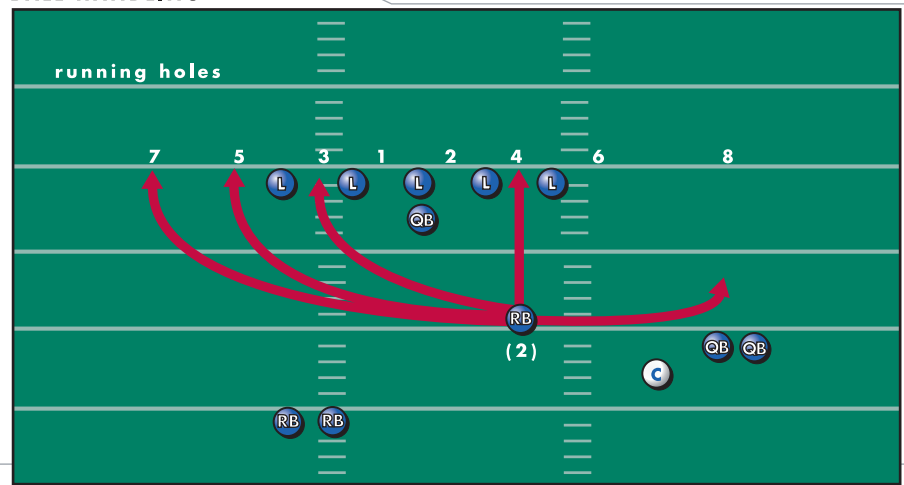 running holes
7 5 3 1 2 4 6 8
L L L L L
QB
RB
(2)
QB QB
C
RB RB